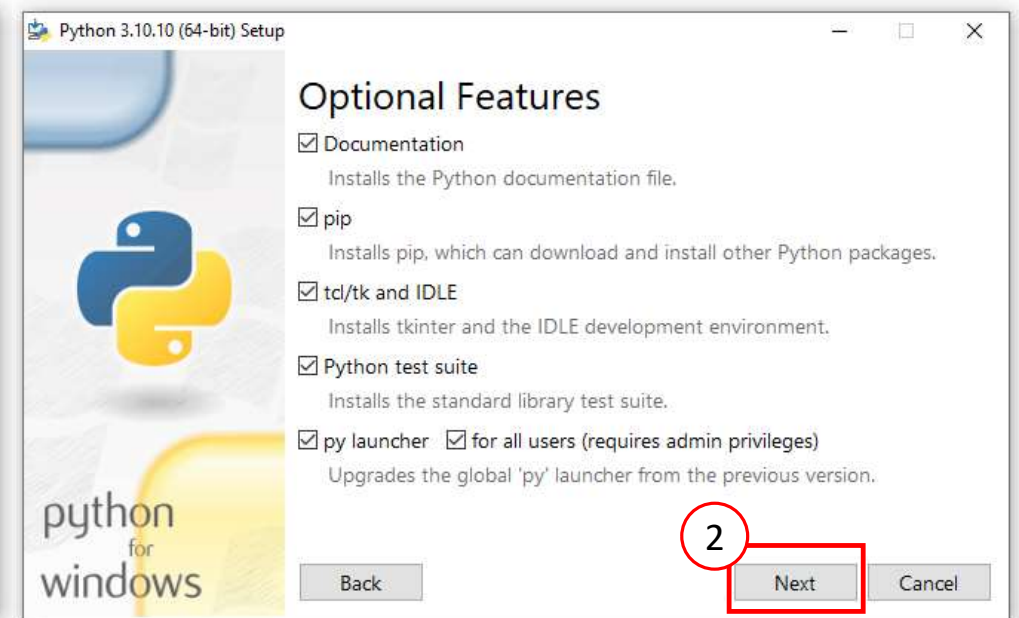 Python 3.10.10 (64-bit) Setup
Optional Features
Documentation
Installs the Python documentation file.
pip
Installs pip, which can download and install other Python packages.
tcl/tk and IDLE
Installs tkinter and the IDLE development environment.
Python test suite
Installs the standard library test suite.
py launcher for all users (requires admin privileges)
Upgrades the global 'py' launcher from the previous version.
python
for
windows
2
Back Next Cancel